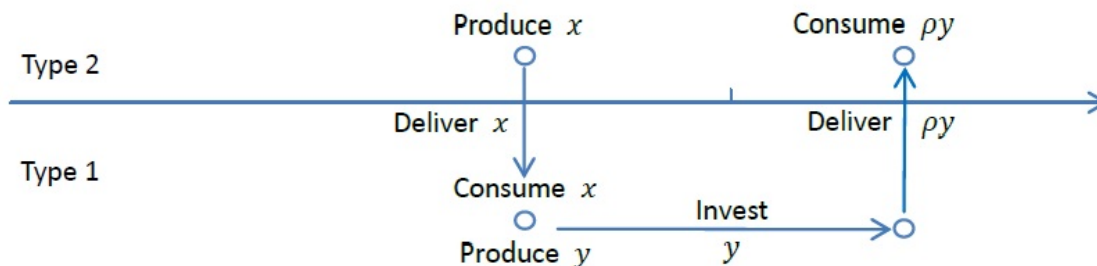 Produce x
Consume ρy
Type 2
Deliver x
Deliver ρy
Type 1
Consume x
Invest
Produce y
y